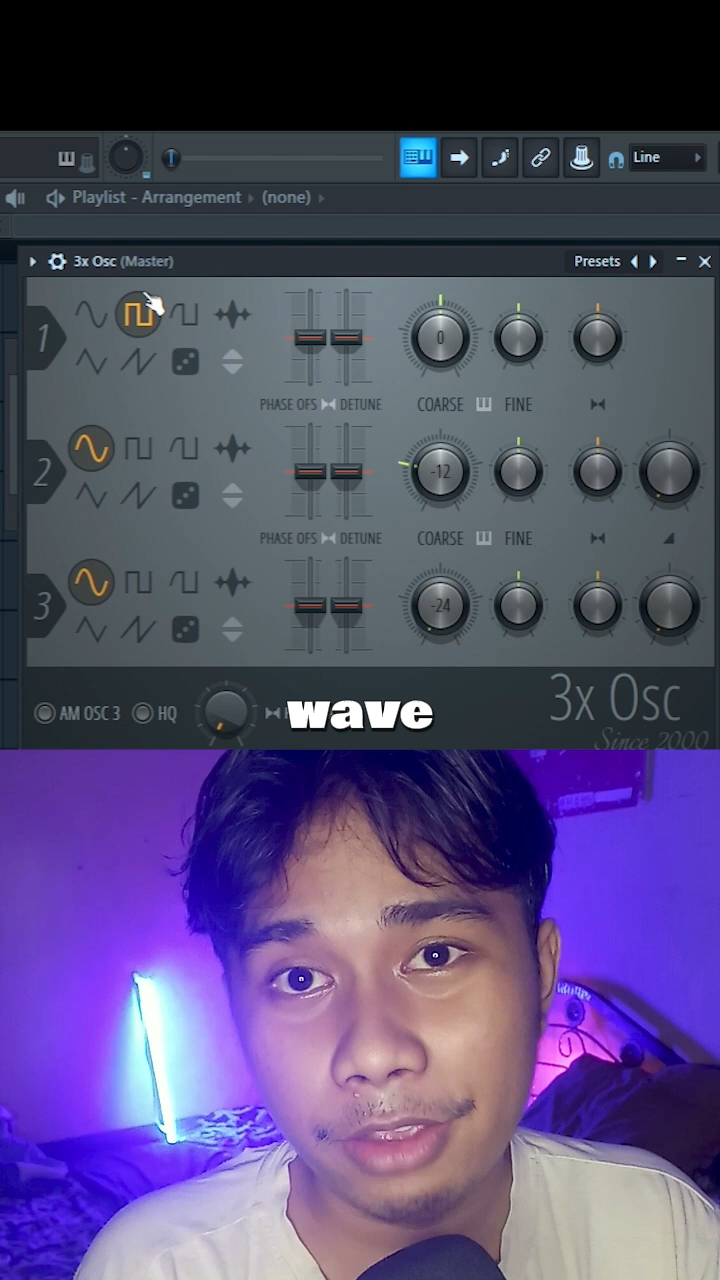 Line
Playlist - Arrangement (none)
3x Osc (Master)
Presets
1
0
PHASE OFS DETUNE COARSE FINE
2
-12
PHASE OFS DETUNE COARSE FINE
3
-24
AM OSC 3 HQ
3x Osc
Since 2000
wave